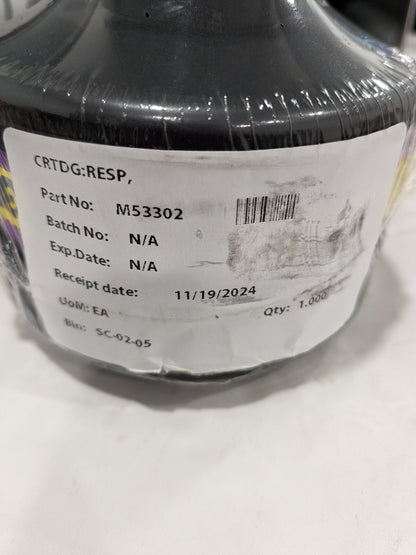 CRTDG:RESP,
Part No: M53302
Batch No: N/A
Exp.Date: N/A
Receipt date: 11/19/2024
UoM: EA Qty: 1.000
Bin: SC-02-05